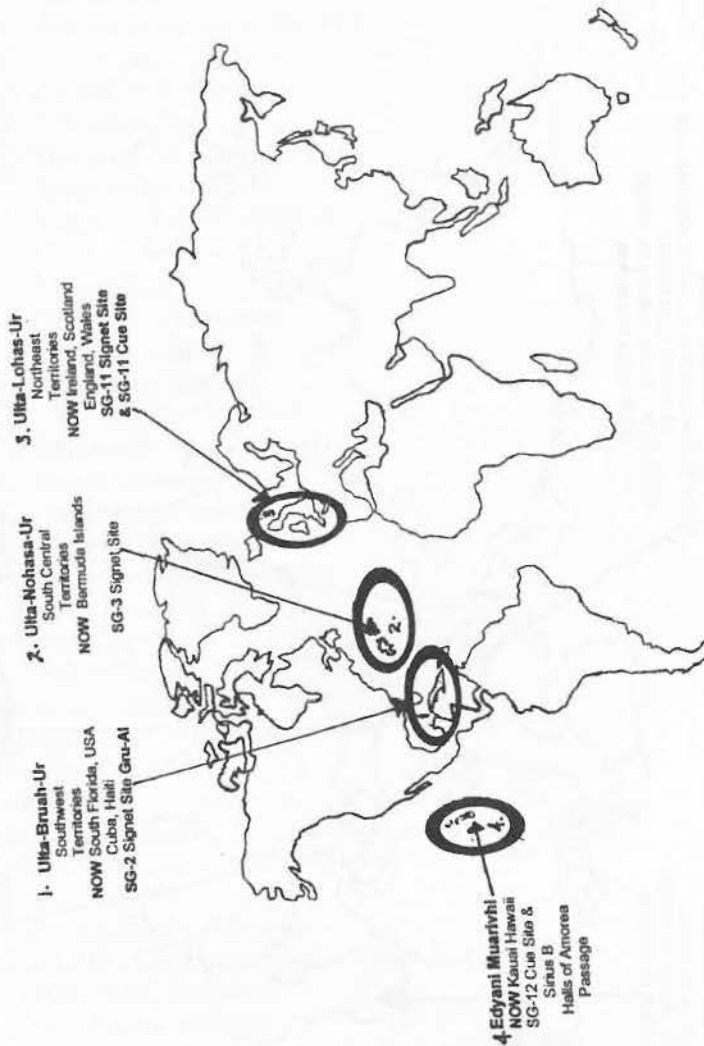 1. Ulta-Bruah-Ur
Southwest
Territories
NOW South Florida, USA
Cuba, Haiti
SG-2 Signet Site Gru-Al
2. Ulta-Nohasa-Ur
South Central
Territories
NOW Bermuda Islands
SG-3 Signet Site
3. Ulta-Lohas-Ur
Northeast
Territories
NOW Ireland, Scotland
England, Wales
SG-11 Signet Site
& SG-11 Cue Site
4. Edyani Muarivhi
NOW Kauai Hawaii
SG-12 Cue Site &
Sirius B
Halls of Amorea
Passage
3
2.
4.